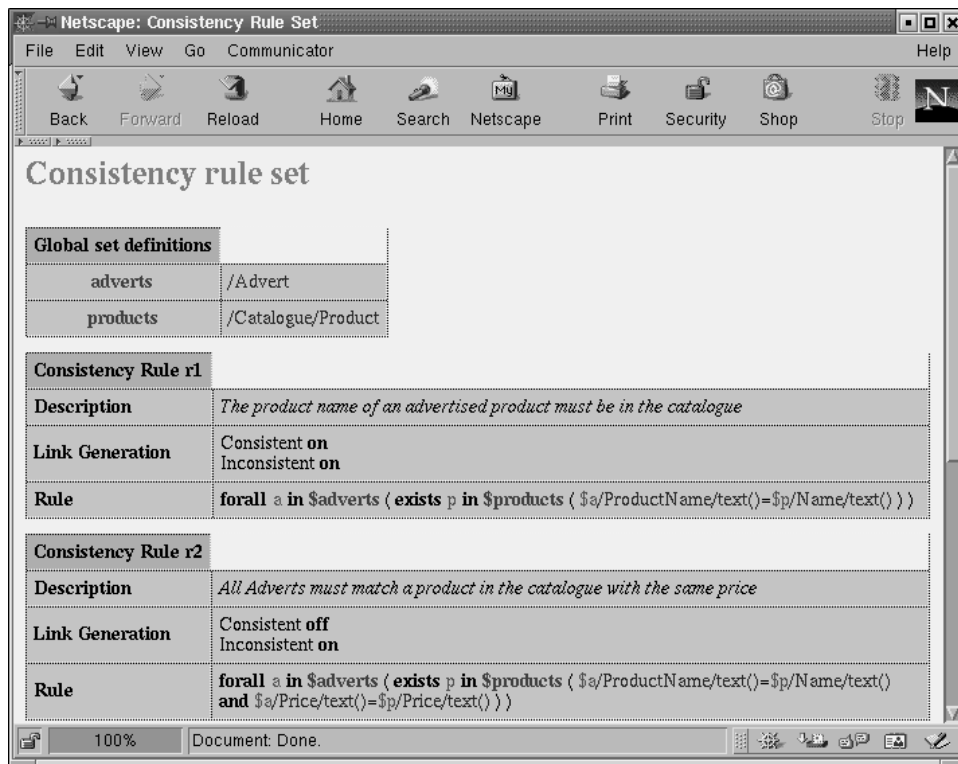 Netscape: Consistency Rule Set
File Edit View Go Communicator Help
Back Forward Reload Home Search Netscape Print Security Shop Stop
My
N
Consistency rule set
Global set definitions
adverts /Advert
products /Catalogue/Product
Consistency Rule r1
Description The product name of an advertised product must be in the catalogue
Link Generation Consistent on
Inconsistent on
Rule forall a in $adverts ( exists p in $products ( $a/ProductName/text()=$p/Name/text() ) )
Consistency Rule r2
Description All Adverts must match a product in the catalogue with the same price
Link Generation Consistent off
Inconsistent on
Rule forall a in $adverts ( exists p in $products ( $a/ProductName/text()=$p/Name/text()
and $a/Price/text()=$p/Price/text() ) )
100% Document: Done.